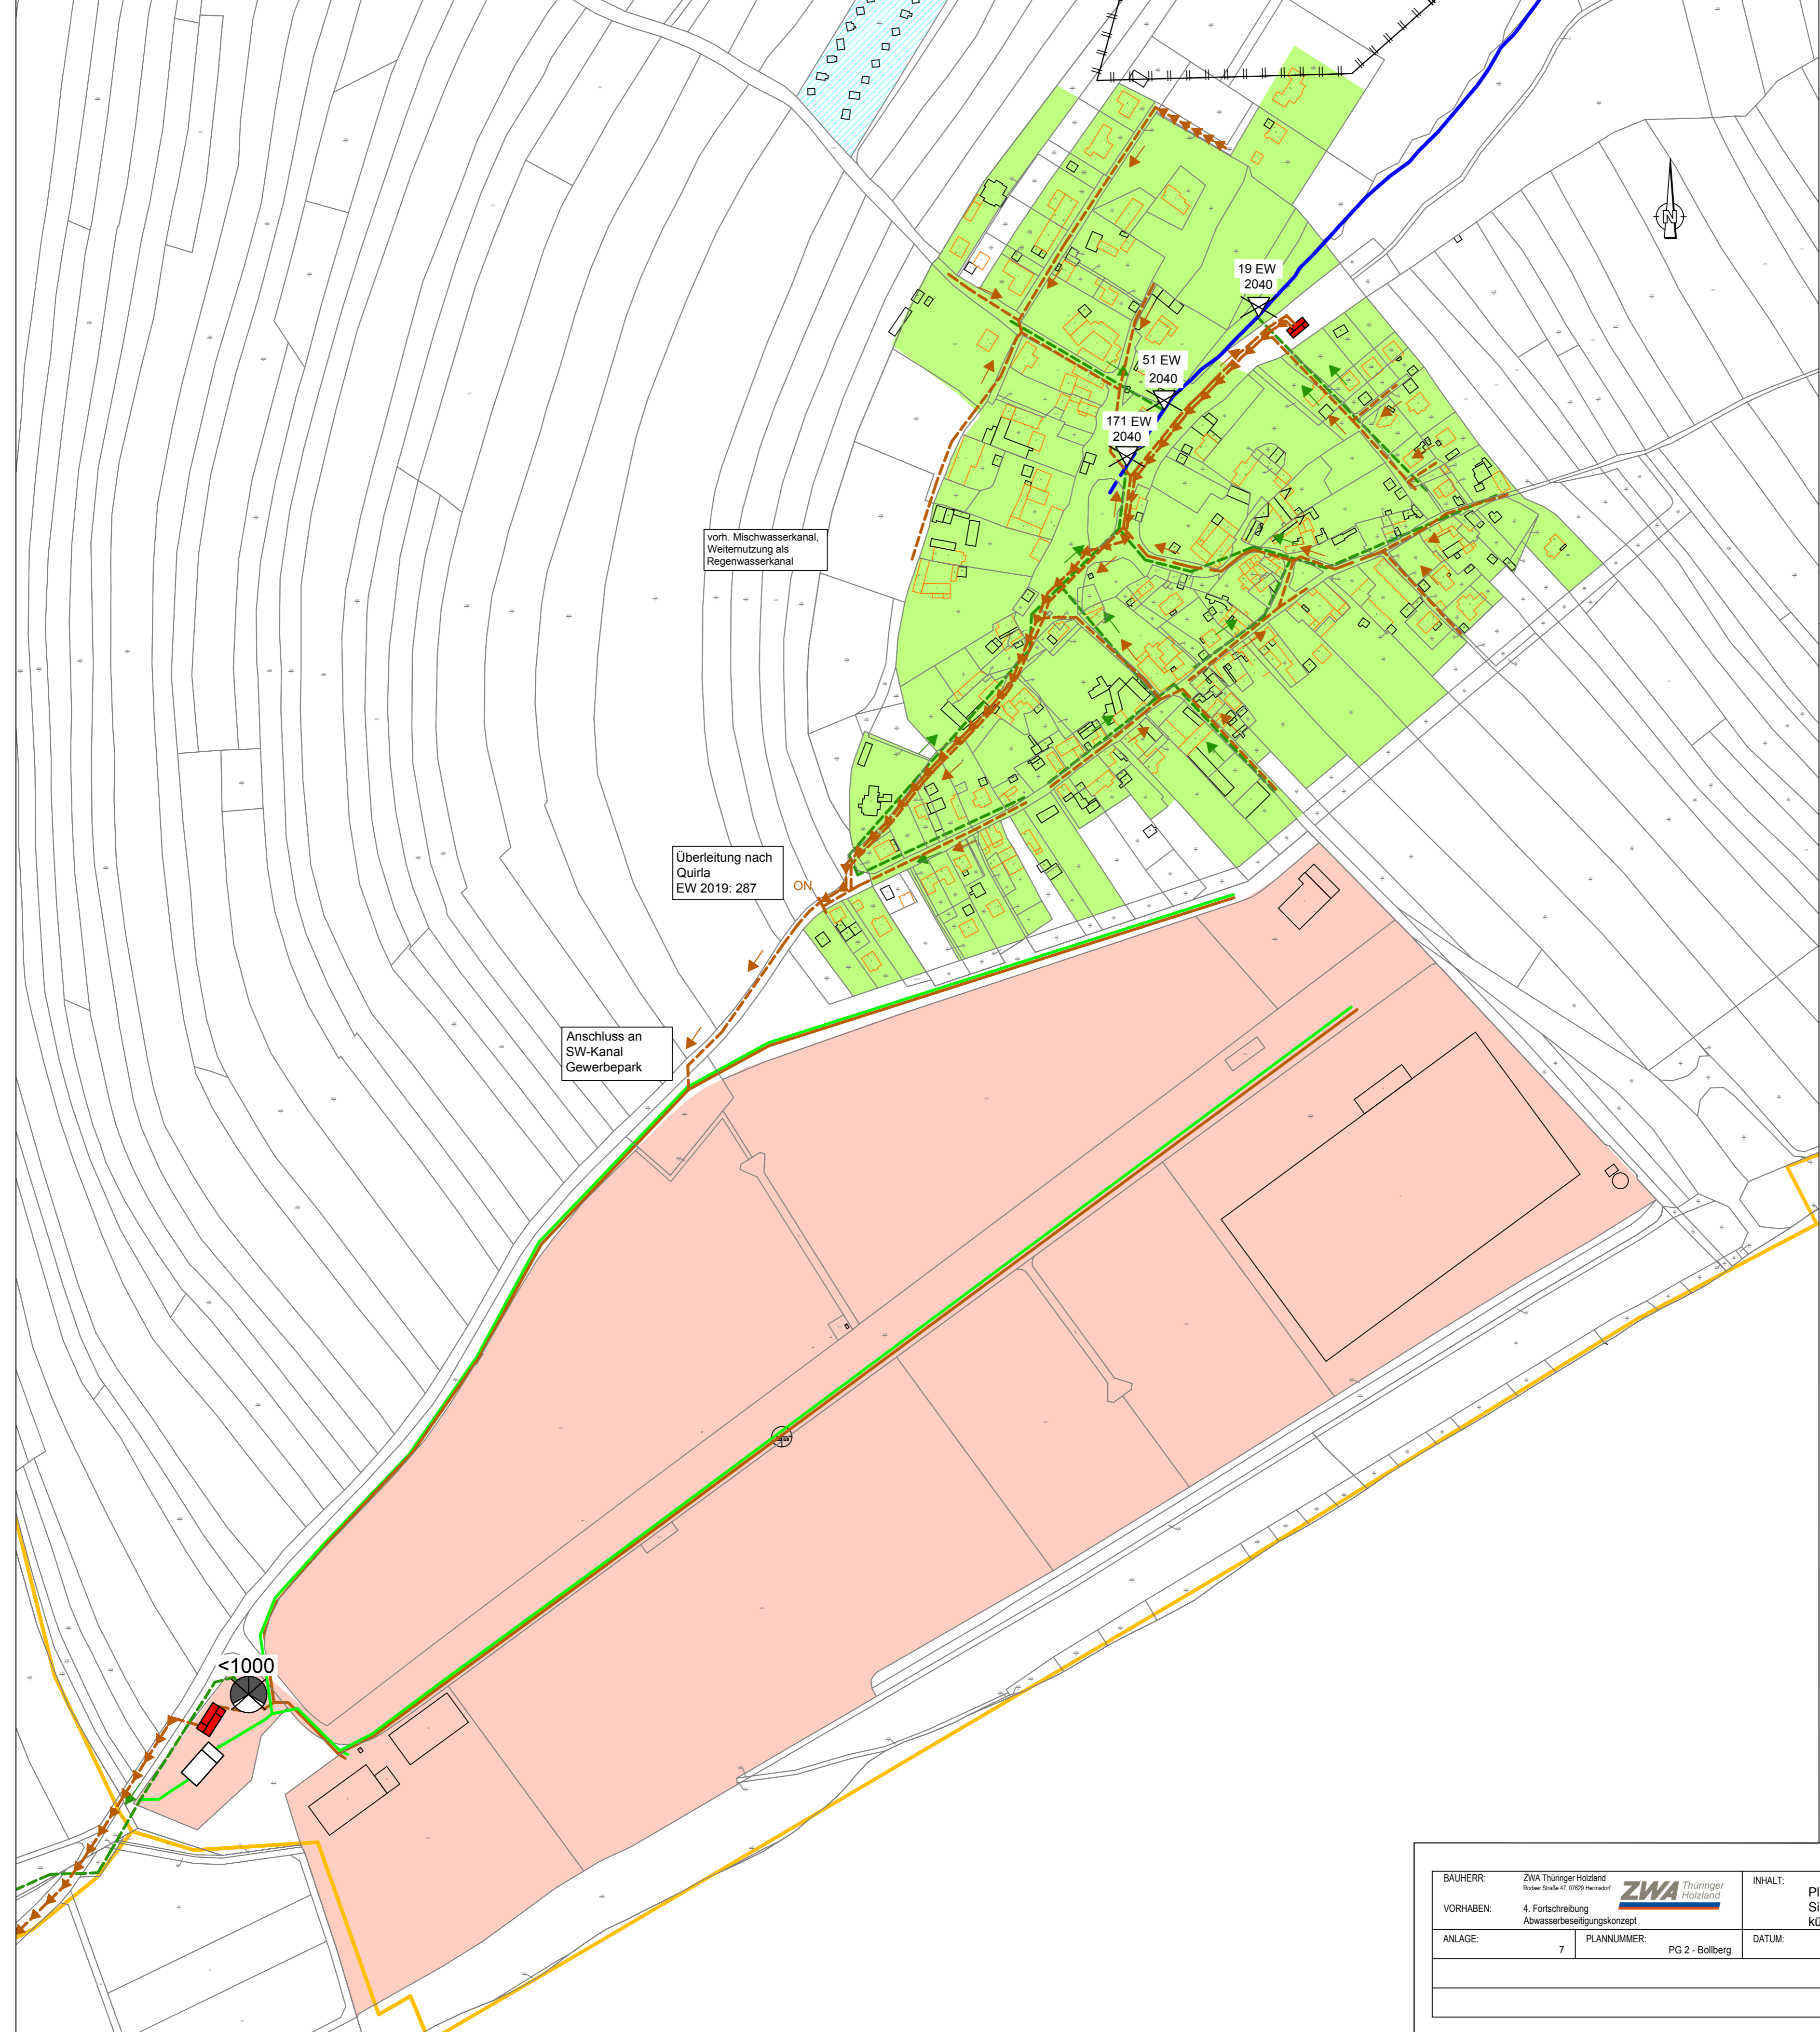 19 EW
2040
51 EW
2040
171 EW
2040
vorh. Mischwasserkanal,
Weiternutzung als
Regenwasserkanal
Überleitung nach
Quirla
EW 2019: 287
ON
Anschluss an
SW-Kanal
Gewerbepark
<1000
N
BAUHERR:
ZWA Thüringer Holzland
Rodaer Straße 47, 07629 Hermsdorf
ZWA Thüringer
Holzland
VORHABEN:
4. Fortschreibung
Abwasserbeseitigungskonzept
INHALT:
ANLAGE:
7
PLANNUMMER:
PG 2 - Bollberg
DATUM: